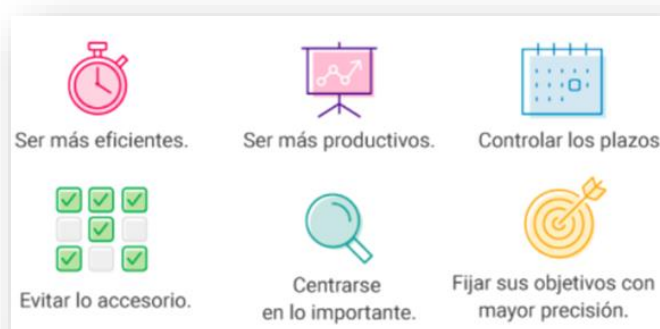 Ser más eficientes.
Ser más productivos.
Controlar los plazos
Evitar lo accesorio.
Centrarse
en lo importante.
Fijar sus objetivos con
mayor precisión.